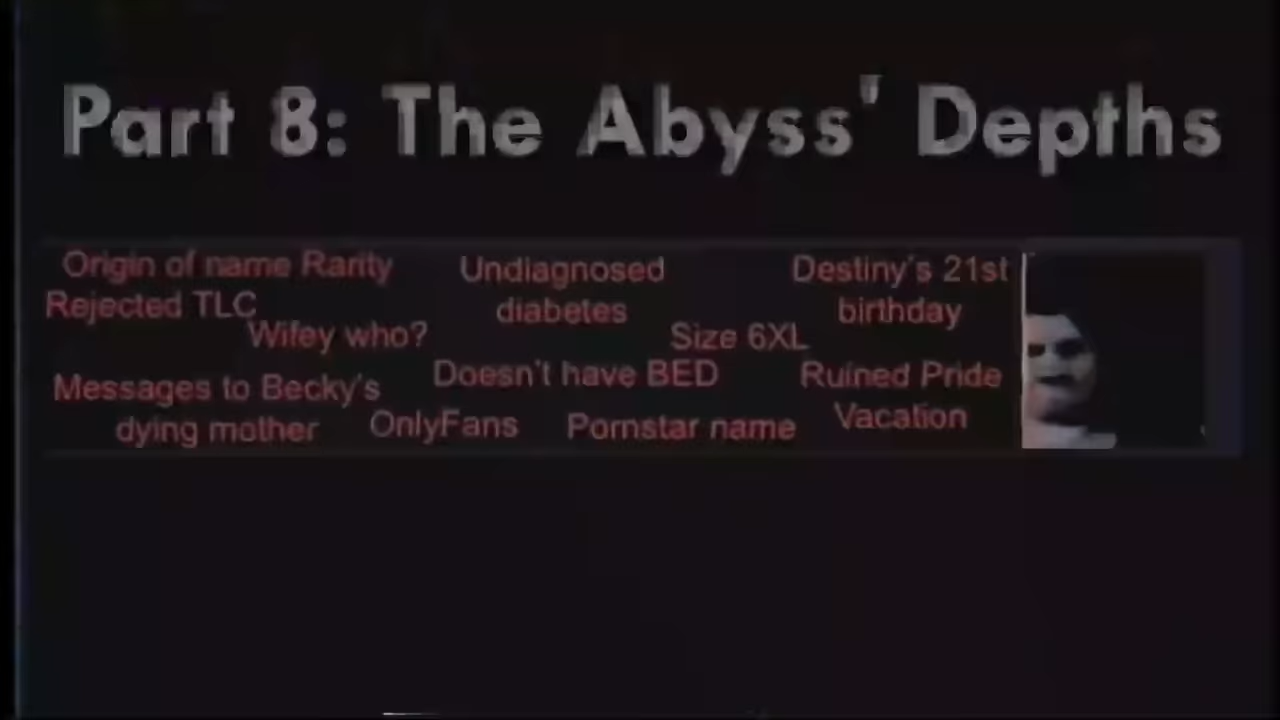 Part 8: The Abyss' Depths
Origin of name Rarity
Undiagnosed
diabetes
Destiny's 21st
birthday
Rejected TLC
Wifey who?
Size 6XL
Messages to Becky's
dying mother
Doesn't have BED
Ruined Pride
Vacation
OnlyFans
Pornstar name